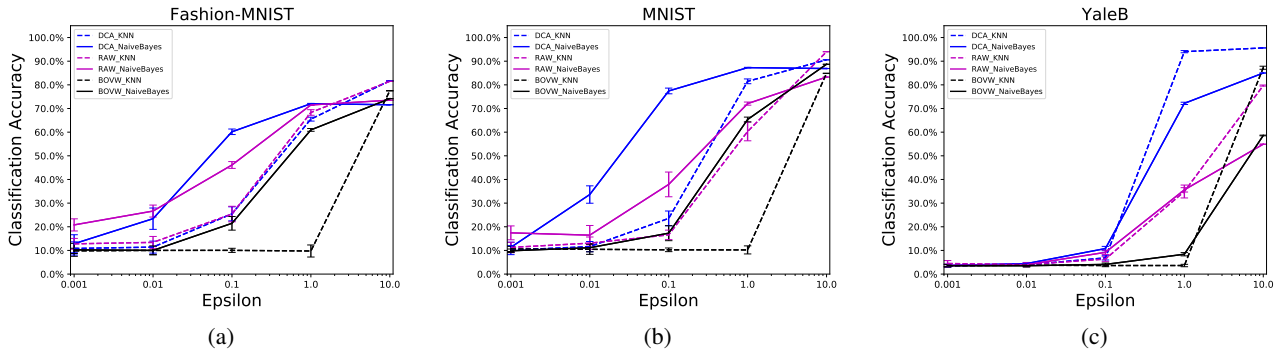 Fashion-MNIST
DCA_KNN
DCA_NaiveBayes
RAW_KNN
RAW_NaiveBayes
BOVW_KNN
BOVW_NaiveBayes
100.0%
90.0%
80.0%
70.0%
60.0%
50.0%
40.0%
30.0%
20.0%
10.0%
0.0%
Classification Accuracy
0.001
0.01
0.1
1.0
10.0
Epsilon
(a)
MNIST
DCA_KNN
DCA_NaiveBayes
RAW_KNN
RAW_NaiveBayes
BOVW_KNN
BOVW_NaiveBayes
100.0%
90.0%
80.0%
70.0%
60.0%
50.0%
40.0%
30.0%
20.0%
10.0%
0.0%
Classification Accuracy
0.001
0.01
0.1
1.0
10.0
Epsilon
(b)
YaleB
DCA_KNN
DCA_NaiveBayes
RAW_KNN
RAW_NaiveBayes
BOVW_KNN
BOVW_NaiveBayes
100.0%
90.0%
80.0%
70.0%
60.0%
50.0%
40.0%
30.0%
20.0%
10.0%
0.0%
Classification Accuracy
0.001
0.01
0.1
1.0
10.0
Epsilon
(c)